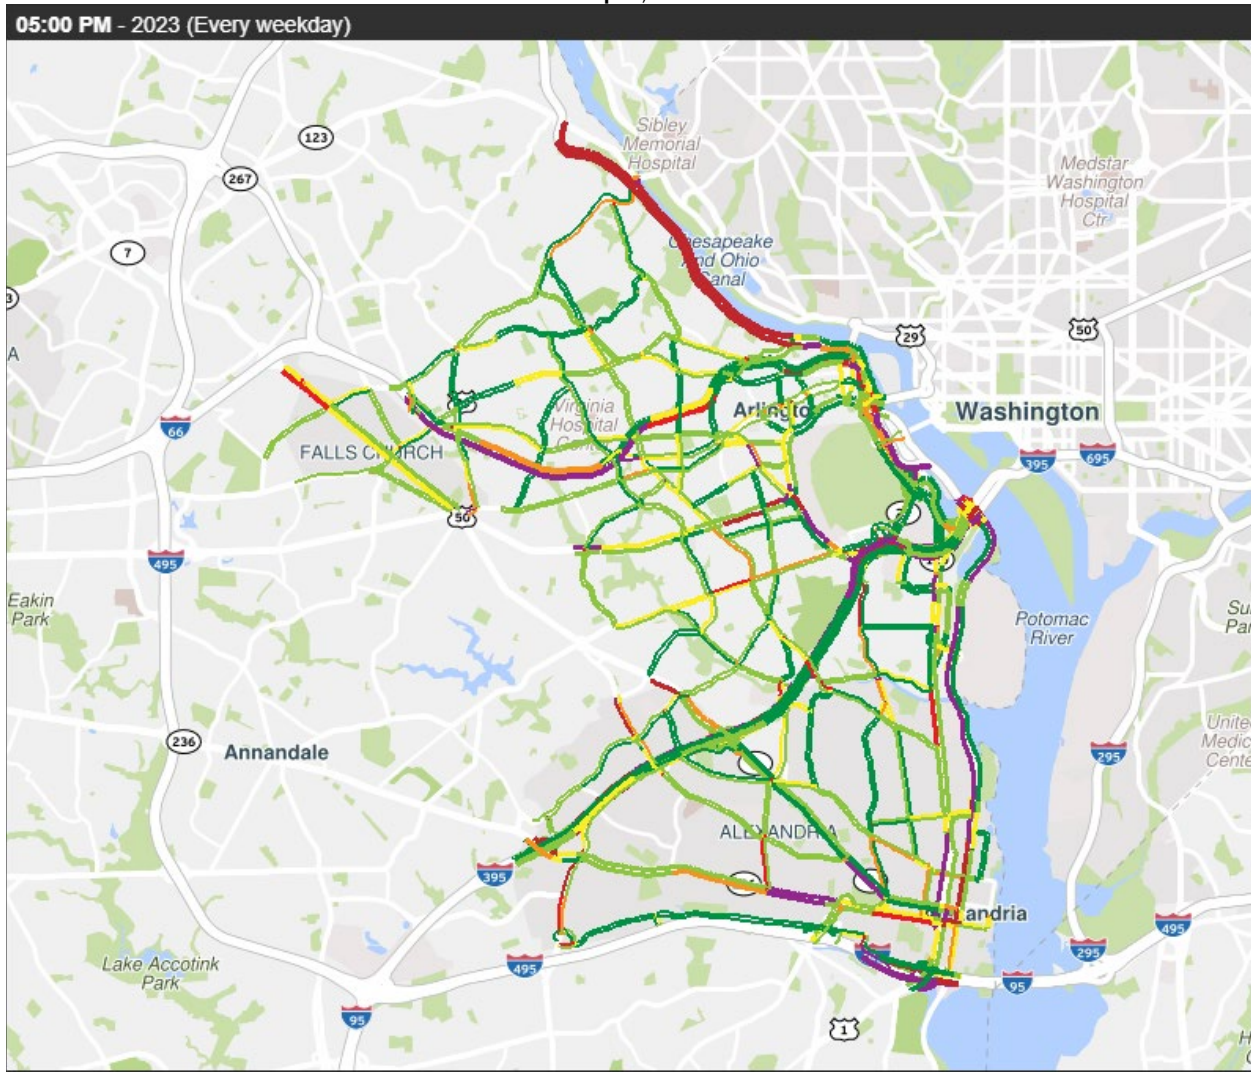 05:00 PM - 2023 (Every weekday)
Sibley
Memorial
Hospital
123
Medstar
Washington
Hospital
Ctr
267
7
Chesapeake
And Ohio
Canal
29
50
A
Washington
66
Virginia
Hospital
FALLS CHURCH
395
695
50
495
Eakin
Park
Potomac
River
236
Annandale
295
ALEXANDRIA
395
Lake Accotink
Park
495
495
295
95
95
1